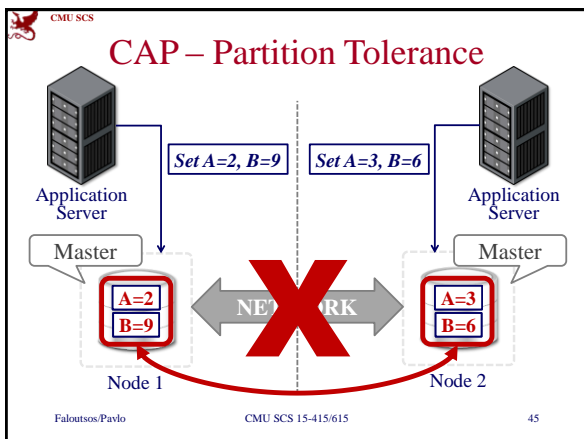 CMU SCS
CAP – Partition Tolerance
Set A=2, B=9
Set A=3, B=6
Application
Server
Application
Server
Master
Master
A=2
B=9
NETWORK
A=3
B=6
Node 1
Node 2
Faloutsos/Pavlo
CMU SCS 15-415/615
45